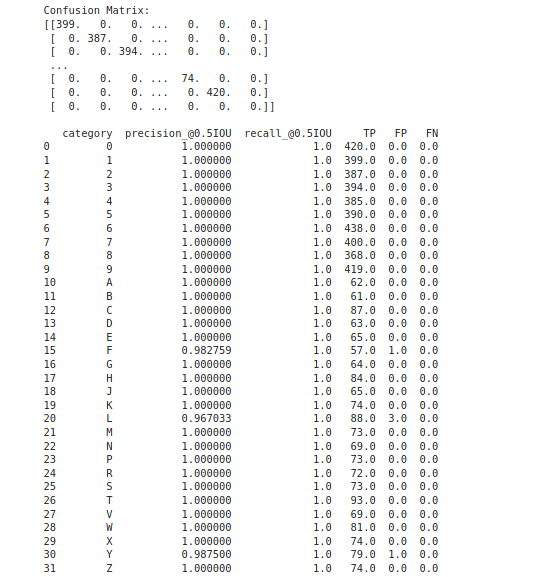 Confusion Matrix:
[[399.   0.   0. ...   0.   0.   0.]
 [  0. 387.   0. ...   0.   0.   0.]
 [  0.   0. 394. ...   0.   0.   0.]
 ...
 [  0.   0.   0. ...  74.   0.   0.]
 [  0.   0.   0. ...   0. 420.   0.]
 [  0.   0.   0. ...   0.   0.   0.]]
category precision_@0.5IOU recall_@0.5IOU TP FP FN
0 0 1.000000 1.0 420.0 0.0 0.0
1 1 1.000000 1.0 399.0 0.0 0.0
2 2 1.000000 1.0 387.0 0.0 0.0
3 3 1.000000 1.0 394.0 0.0 0.0
4 4 1.000000 1.0 385.0 0.0 0.0
5 5 1.000000 1.0 390.0 0.0 0.0
6 6 1.000000 1.0 438.0 0.0 0.0
7 7 1.000000 1.0 400.0 0.0 0.0
8 8 1.000000 1.0 368.0 0.0 0.0
9 9 1.000000 1.0 419.0 0.0 0.0
10 A 1.000000 1.0 62.0 0.0 0.0
11 B 1.000000 1.0 61.0 0.0 0.0
12 C 1.000000 1.0 87.0 0.0 0.0
13 D 1.000000 1.0 63.0 0.0 0.0
14 E 1.000000 1.0 65.0 0.0 0.0
15 F 0.982759 1.0 57.0 1.0 0.0
16 G 1.000000 1.0 64.0 0.0 0.0
17 H 1.000000 1.0 84.0 0.0 0.0
18 J 1.000000 1.0 65.0 0.0 0.0
19 K 1.000000 1.0 74.0 0.0 0.0
20 L 0.967033 1.0 88.0 3.0 0.0
21 M 1.000000 1.0 73.0 0.0 0.0
22 N 1.000000 1.0 69.0 0.0 0.0
23 P 1.000000 1.0 73.0 0.0 0.0
24 R 1.000000 1.0 72.0 0.0 0.0
25 S 1.000000 1.0 73.0 0.0 0.0
26 T 1.000000 1.0 93.0 0.0 0.0
27 V 1.000000 1.0 69.0 0.0 0.0
28 W 1.000000 1.0 81.0 0.0 0.0
29 X 1.000000 1.0 74.0 0.0 0.0
30 Y 0.987500 1.0 79.0 1.0 0.0
31 Z 1.000000 1.0 74.0 0.0 0.0